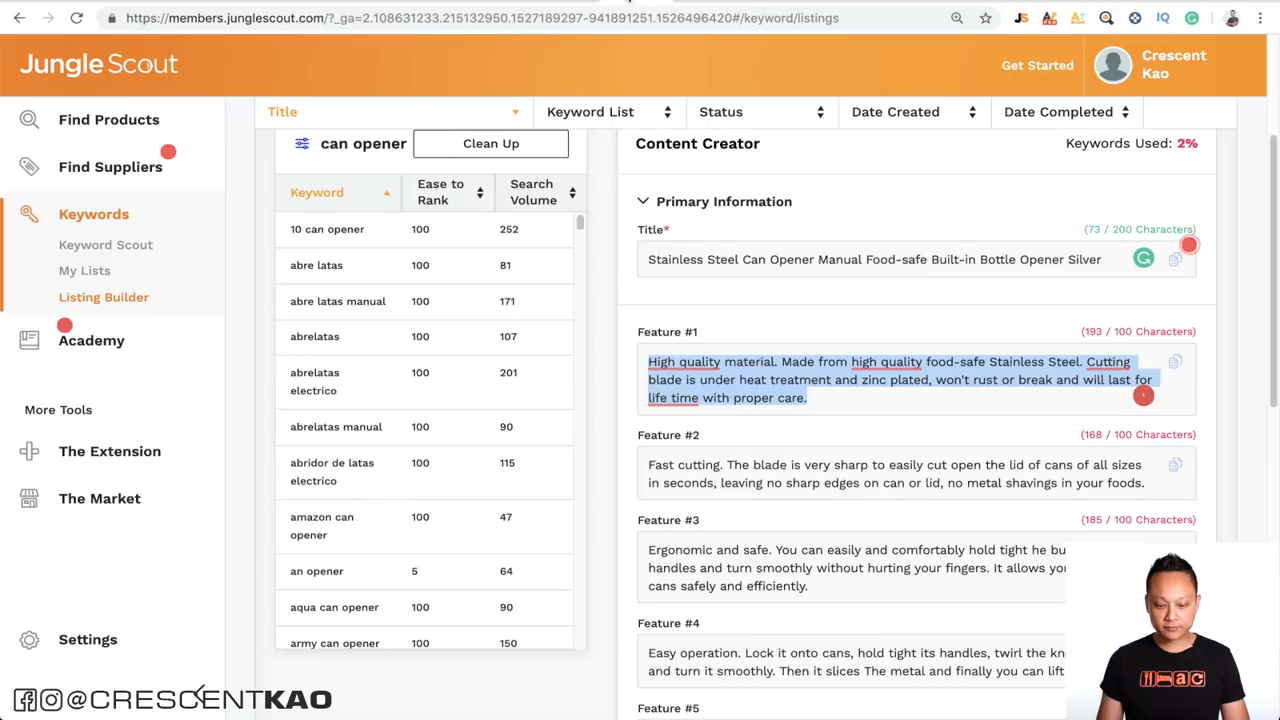 https://members.junglescout.com/?_ga=2.108631233.215132950.1527189297-941891251.1526496420#/keyword/listings
JS
IQ
Jungle Scout
Get Started
Crescent
Kao
Find Products
Find Suppliers
Keywords
Keyword Scout
My Lists
Listing Builder
Academy
More Tools
The Extension
The Market
Settings
Title
Keyword List
Status
Date Created
Date Completed
can opener
Clean Up
Keyword
Ease to
Rank
Search
Volume
10 can opener 100 252
abre latas 100 81
abre latas manual 100 171
abrelatas 100 107
abrelatas
electrico
100 201
abrelatas manual 100 90
abridor de latas
electrico
100 115
amazon can
opener
100 47
an opener 5 64
aqua can opener 100 90
army can opener 100 150
Content Creator
Keywords Used: 2%
Primary Information
Title*
(73 / 200 Characters)
Stainless Steel Can Opener Manual Food-safe Built-in Bottle Opener Silver
Feature #1
(193 / 100 Characters)
High quality material. Made from high quality food-safe Stainless Steel. Cutting
blade is under heat treatment and zinc plated, won't rust or break and will last for
life time with proper care.
Feature #2
(168 / 100 Characters)
Fast cutting. The blade is very sharp to easily cut open the lid of cans of all sizes
in seconds, leaving no sharp edges on can or lid, no metal shavings in your foods.
Feature #3
(185 / 100 Characters)
Ergonomic and safe. You can easily and comfortably hold tight he bu
handles and turn smoothly without hurting your fingers. It allows you
cans safely and efficiently.
Feature #4
Easy operation. Lock it onto cans, hold tight its handles, twirl the kn
and turn it smoothly. Then it slices The metal and finally you can lift
Feature #5
@CRESCENTKAO